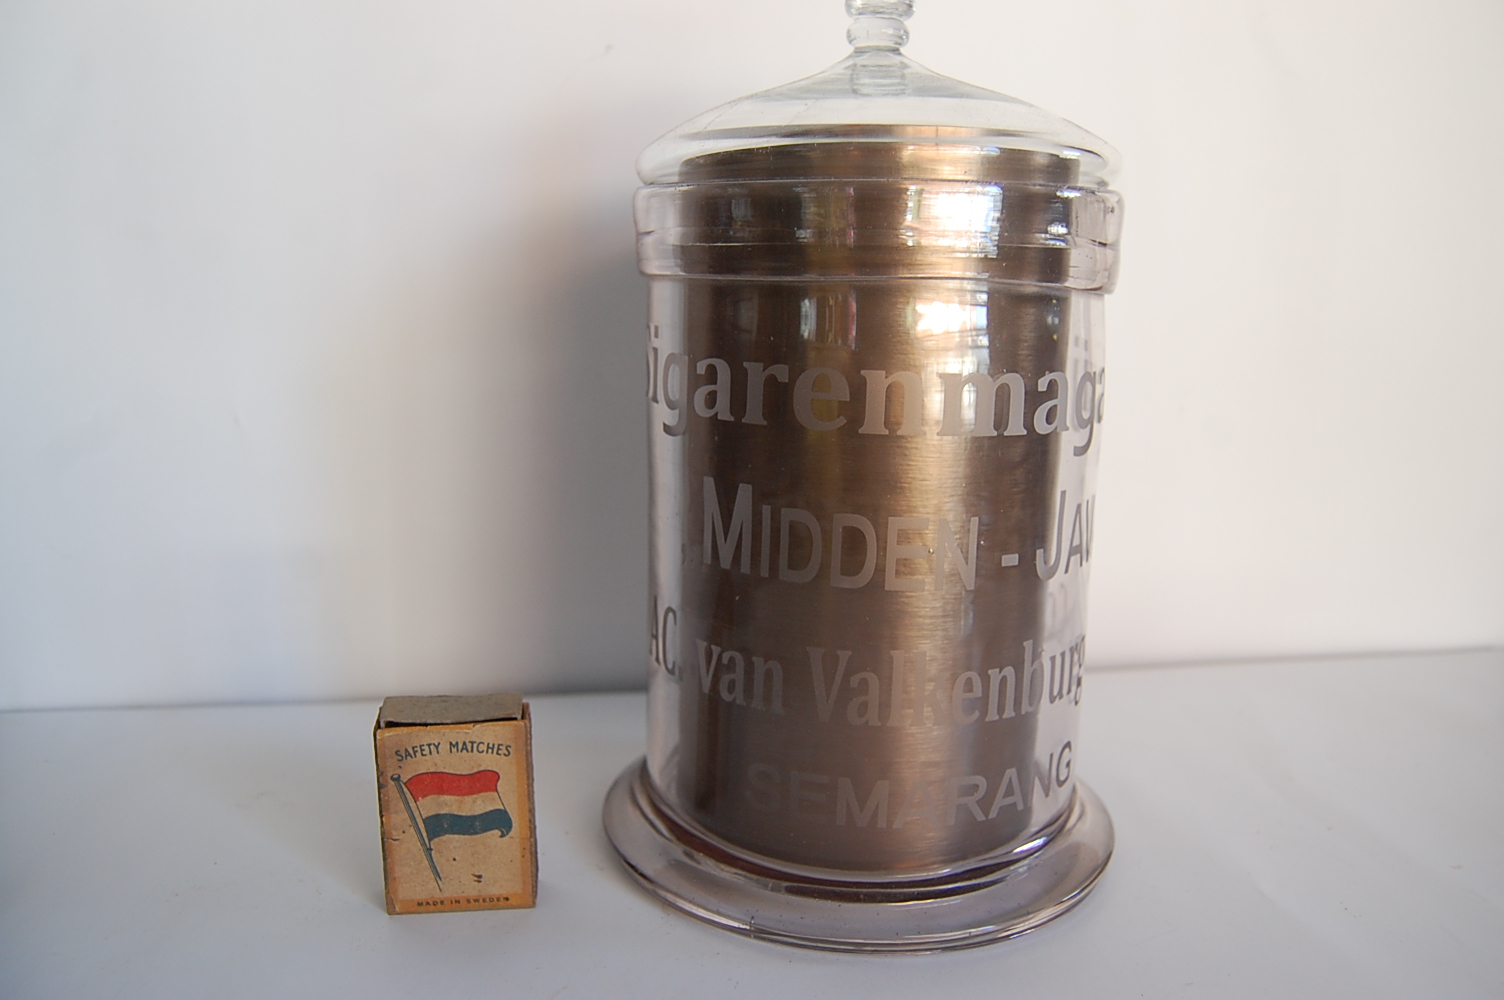 igarenmaga
MIDDEN - JAV
AC. van Valkenburg
SEMARANG
SAFETY MATCHES
MADE IN SWEDEN